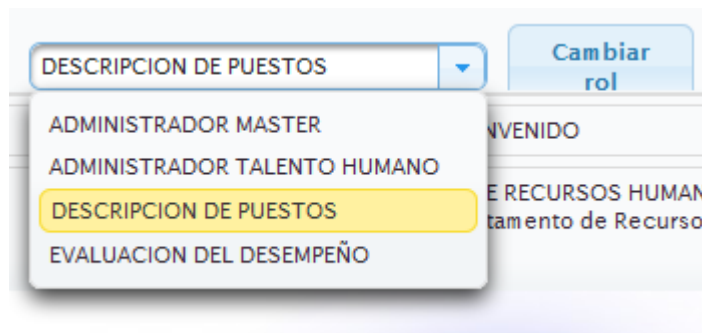 DESCRIPCION DE PUESTOS
Cambiar
rol
ADMINISTRADOR MASTER
ADMINISTRADOR TALENTO HUMANO
DESCRIPCION DE PUESTOS
EVALUACION DEL DESEMPEÑO
NVENIDO
E RECURSOS HUMAN
tamento de Recurso